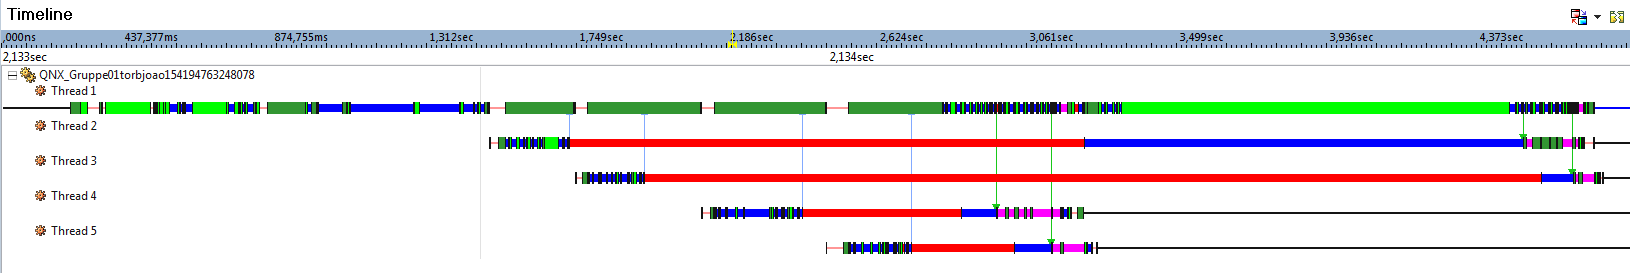 Timeline
,000ns 437,377ms 874,755ms 1,312sec 1,749sec 2,186sec 2,624sec 3,061sec 3,499sec 3,936sec 4,373sec
2,133sec 2,134sec
QNX_Gruppe01torbjoao154194763248078
Thread 1
Thread 2
Thread 3
Thread 4
Thread 5